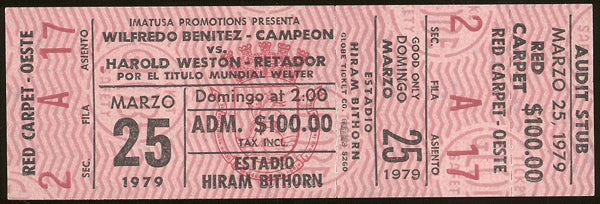 RED CARPET - OESTE
2 A 17
SEC. FILA ASIENTO
IMATUSA PROMOTIONS PRESENTA
WILFREDO BENITEZ - CAMPEON
vs.
HAROLD WESTON - RETADOR
POR EL TITULO MUNDIAL WELTER
MARZO
25
1979
Domingo at 2:00
ADM. $100.00
TAX INCL.
ESTADIO
HIRAM BITHORN
ESTADIO
HIRAM BITHORN
GLOBE TICKET CO.
GOOD ONLY
DOMINGO
MARZO
25
1979
SEC. FILA ASIENTO
2 A 17
RED CARPET - OESTE
RED
CARPET
$100.00
MARZO 25, 1979
AUDIT STUB